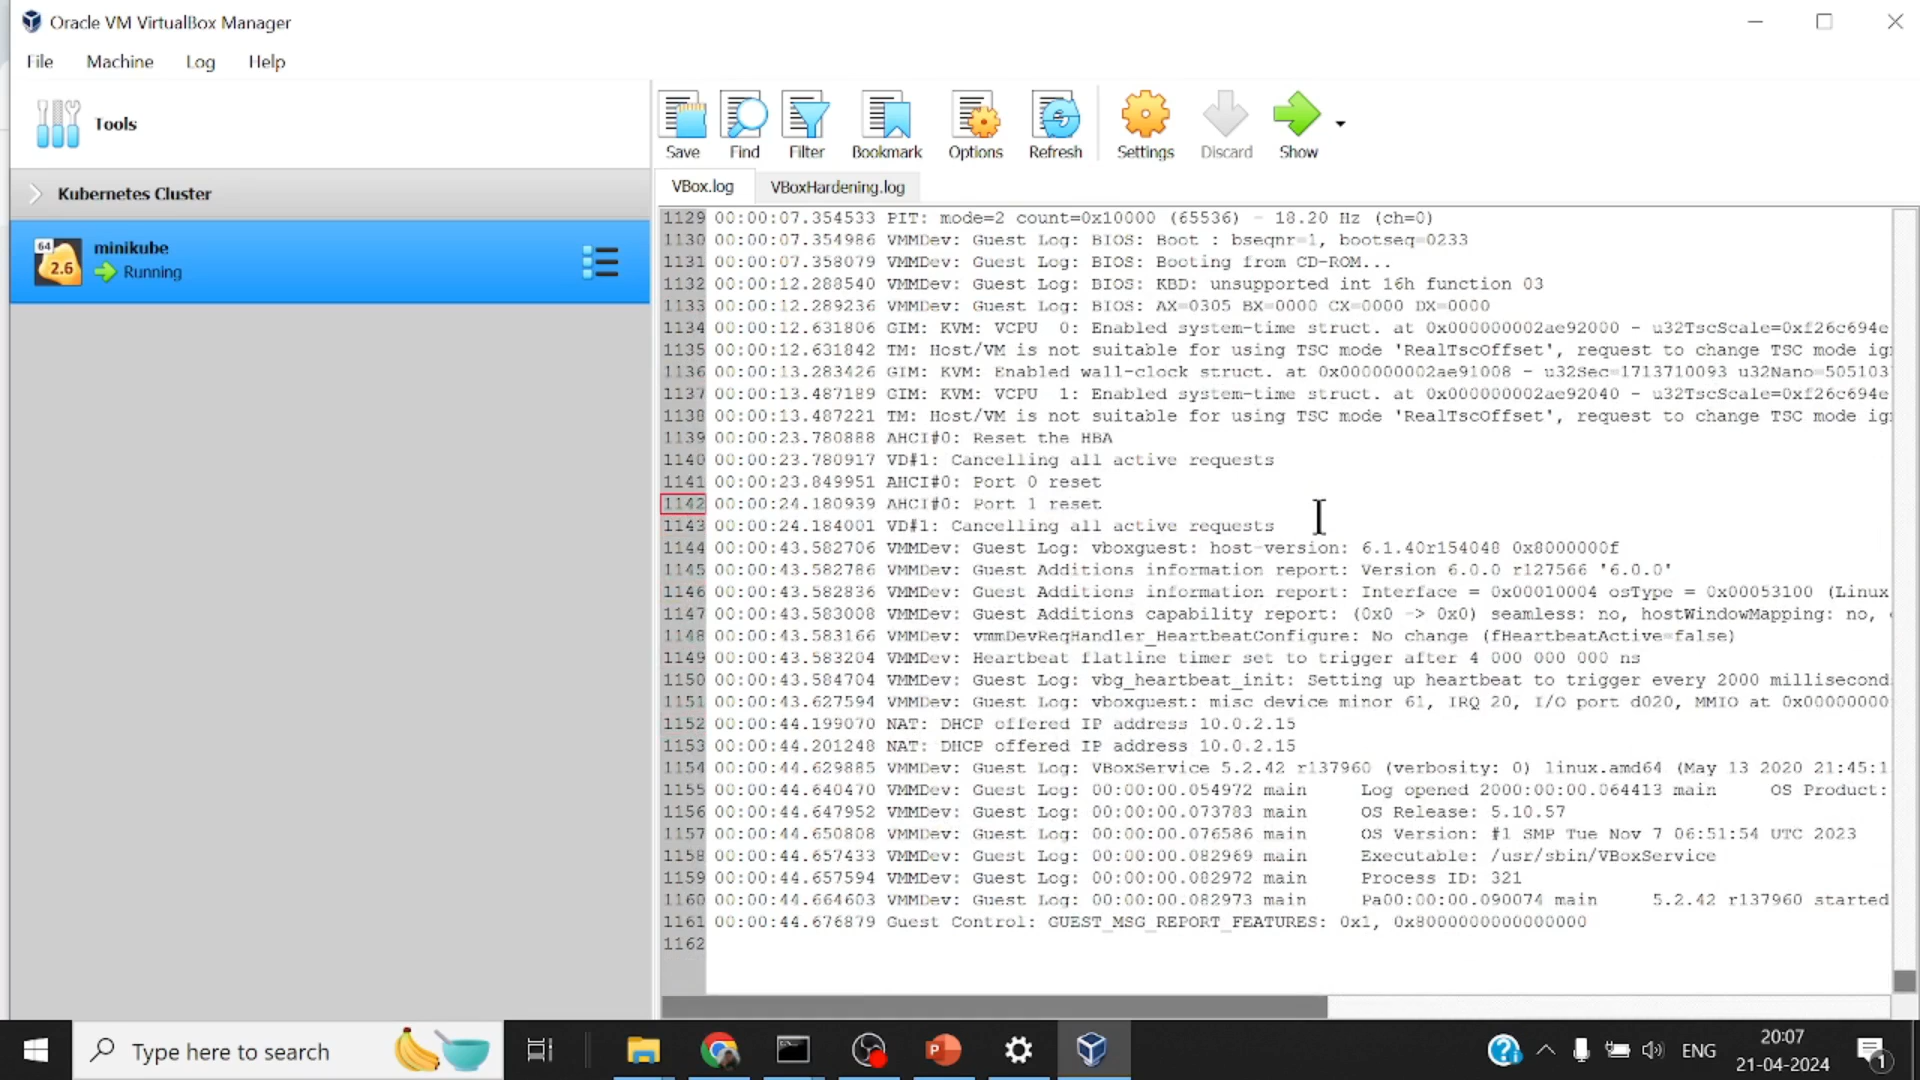 Oracle VM VirtualBox Manager
File Machine Log Help
Tools
Save Find Filter Bookmark Options Refresh Settings Discard Show
Kubernetes Cluster
64
2.6
minikube
Running
VBox.log VBoxHardening.log
1129 00:00:07.354533 PIT: mode=2 count=0x10000 (65536) - 18.20 Hz (ch=0)
1130 00:00:07.354986 VMMDev: Guest Log: BIOS: Boot : bseqnr=1, bootseq=0233
1131 00:00:07.358079 VMMDev: Guest Log: BIOS: Booting from CD-ROM...
1132 00:00:12.288540 VMMDev: Guest Log: BIOS: KBD: unsupported int 16h function 03
1133 00:00:12.289236 VMMDev: Guest Log: BIOS: AX=0305 BX=0000 CX=0000 DX=0000
1134 00:00:12.631806 GIM: KVM: VCPU 0: Enabled system-time struct. at 0x000000002ae92000 - u32TscScale=0xf26c694e
1135 00:00:12.631842 TM: Host/VM is not suitable for using TSC mode 'RealTscOffset', request to change TSC mode ig
1136 00:00:13.283426 GIM: KVM: Enabled wall-clock struct. at 0x000000002ae91008 - u32Sec=1713710093 u32Nano=505103
1137 00:00:13.487189 GIM: KVM: VCPU 1: Enabled system-time struct. at 0x000000002ae92040 - u32TscScale=0xf26c694e
1138 00:00:13.487221 TM: Host/VM is not suitable for using TSC mode 'RealTscOffset', request to change TSC mode ig
1139 00:00:23.780888 AHCI#0: Reset the HBA
1140 00:00:23.780917 VD#1: Cancelling all active requests
1141 00:00:23.849951 AHCI#0: Port 0 reset
1142 00:00:24.180939 AHCI#0: Port 1 reset
1143 00:00:24.184001 VD#1: Cancelling all active requests
1144 00:00:43.582706 VMMDev: Guest Log: vboxguest: host-version: 6.1.40r154048 0x8000000f
1145 00:00:43.582786 VMMDev: Guest Additions information report: Version 6.0.0 r127566 '6.0.0'
1146 00:00:43.582836 VMMDev: Guest Additions information report: Interface = 0x00010004 osType = 0x00053100 (Linux
1147 00:00:43.583008 VMMDev: Guest Additions capability report: (0x0 -> 0x0) seamless: no, hostWindowMapping: no,
1148 00:00:43.583166 VMMDev: vmmDevReqHandler_HeartbeatConfigure: No change (fHeartbeatActive=false)
1149 00:00:43.583204 VMMDev: Heartbeat flatline timer set to trigger after 4 000 000 000 ns
1150 00:00:43.584704 VMMDev: Guest Log: vbg_heartbeat_init: Setting up heartbeat to trigger every 2000 millisecond
1151 00:00:43.627594 VMMDev: Guest Log: vboxguest: misc device minor 61, IRQ 20, I/O port d020, MMIO at 0x00000000
1152 00:00:44.199070 NAT: DHCP offered IP address 10.0.2.15
1153 00:00:44.201248 NAT: DHCP offered IP address 10.0.2.15
1154 00:00:44.629885 VMMDev: Guest Log: VBoxService 5.2.42 r137960 (verbosity: 0) linux.amd64 (May 13 2020 21:45:1
1155 00:00:44.640470 VMMDev: Guest Log: 00:00:00.054972 main Log opened 2000:00:00.064413 main OS Product:
1156 00:00:44.647952 VMMDev: Guest Log: 00:00:00.073783 main OS Release: 5.10.57
1157 00:00:44.650808 VMMDev: Guest Log: 00:00:00.076586 main OS Version: #1 SMP Tue Nov 7 06:51:54 UTC 2023
1158 00:00:44.657433 VMMDev: Guest Log: 00:00:00.082969 main Executable: /usr/sbin/VBoxService
1159 00:00:44.657594 VMMDev: Guest Log: 00:00:00.082972 main Process ID: 321
1160 00:00:44.664603 VMMDev: Guest Log: 00:00:00.082973 main Pa00:00:00.090074 main 5.2.42 r137960 started
1161 00:00:44.676879 Guest Control: GUEST_MSG_REPORT_FEATURES: 0x1, 0x8000000000000000
1162
Type here to search
ENG
20:07
21-04-2024
1